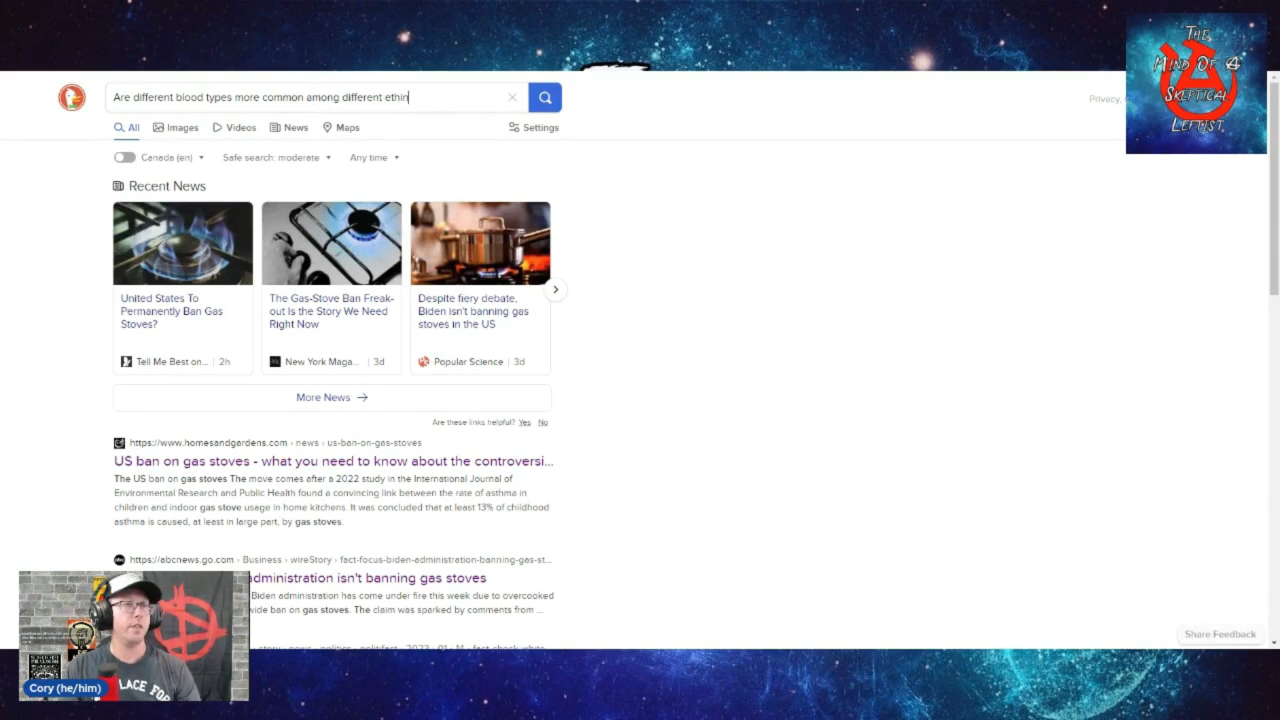 THE
MIND OF A
SKEPTICAL
LEFTIST
Are different blood types more common among different ethin
Privacy,
All
Images
Videos
News
Maps
Settings
Canada (en)
Safe search: moderate
Any time
Recent News
United States To
Permanently Ban Gas
Stoves?
Tell Me Best on... | 2h
The Gas-Stove Ban Freak-
out Is the Story We Need
Right Now
New York Maga... | 3d
Despite fiery debate,
Biden isn't banning gas
stoves in the US
Popular Science | 3d
More News →
Are these links helpful? Yes No
https://www.homesandgardens.com › news › us-ban-on-gas-stoves
US ban on gas stoves - what you need to know about the controversi...
The US ban on gas stoves The move comes after a 2022 study in the International Journal of
Environmental Research and Public Health found a convincing link between the rate of asthma in
children and indoor gas stove usage in home kitchens. It was concluded that at least 13% of childhood
asthma is caused, at least in large part, by gas stoves.
https://abcnews.go.com › Business › wireStory › fact-focus-biden-administration-banning-gas-st...
administration isn't banning gas stoves
Biden administration has come under fire this week due to overcooked
wide ban on gas stoves. The claim was sparked by comments from ...
Share Feedback
LACE FOR
Cory (he/him)